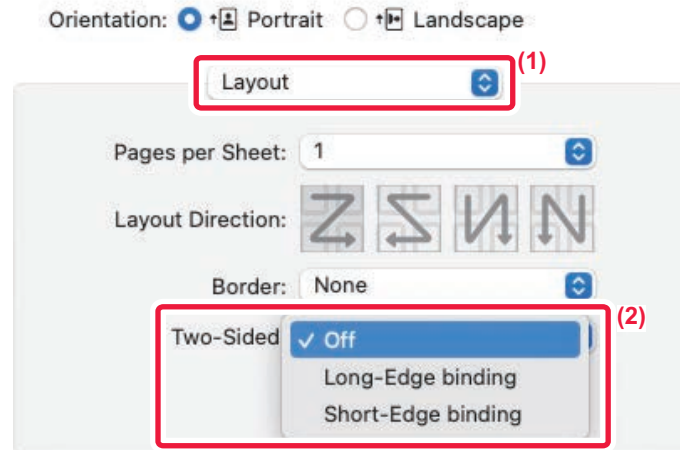 Orientation: Portrait Landscape
(1)
Layout
Pages per Sheet: 1
Layout Direction:
Border: None
(2)
Two-Sided ✓ Off
Long-Edge binding
Short-Edge binding